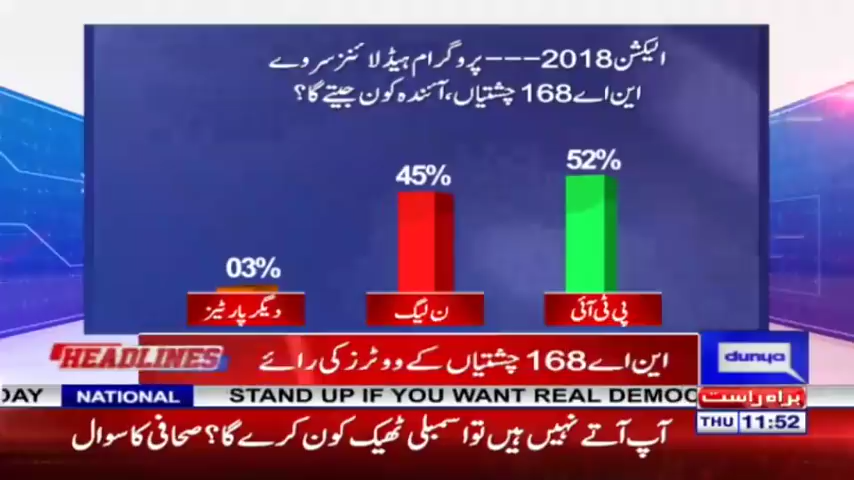 الیکشن 2018---پروگرام ہیڈلائنز سروے
این اے 168 چشتیاں، آئندہ کون جیتے گا؟
52%
45%
03%
پی ٹی آئی
ن لیگ
دیگر پارٹیز
HEADLINES
این اے 168 چشتیاں کے ووٹرز کی رائے
dunya
DAY NATIONAL STAND UP IF YOU WANT REAL DEMOC
براہ راست
THU 11:52
آپ آتے نہیں ہیں تو اسمبلی ٹھیک کون کرے گا؟ صحافی کا سوال